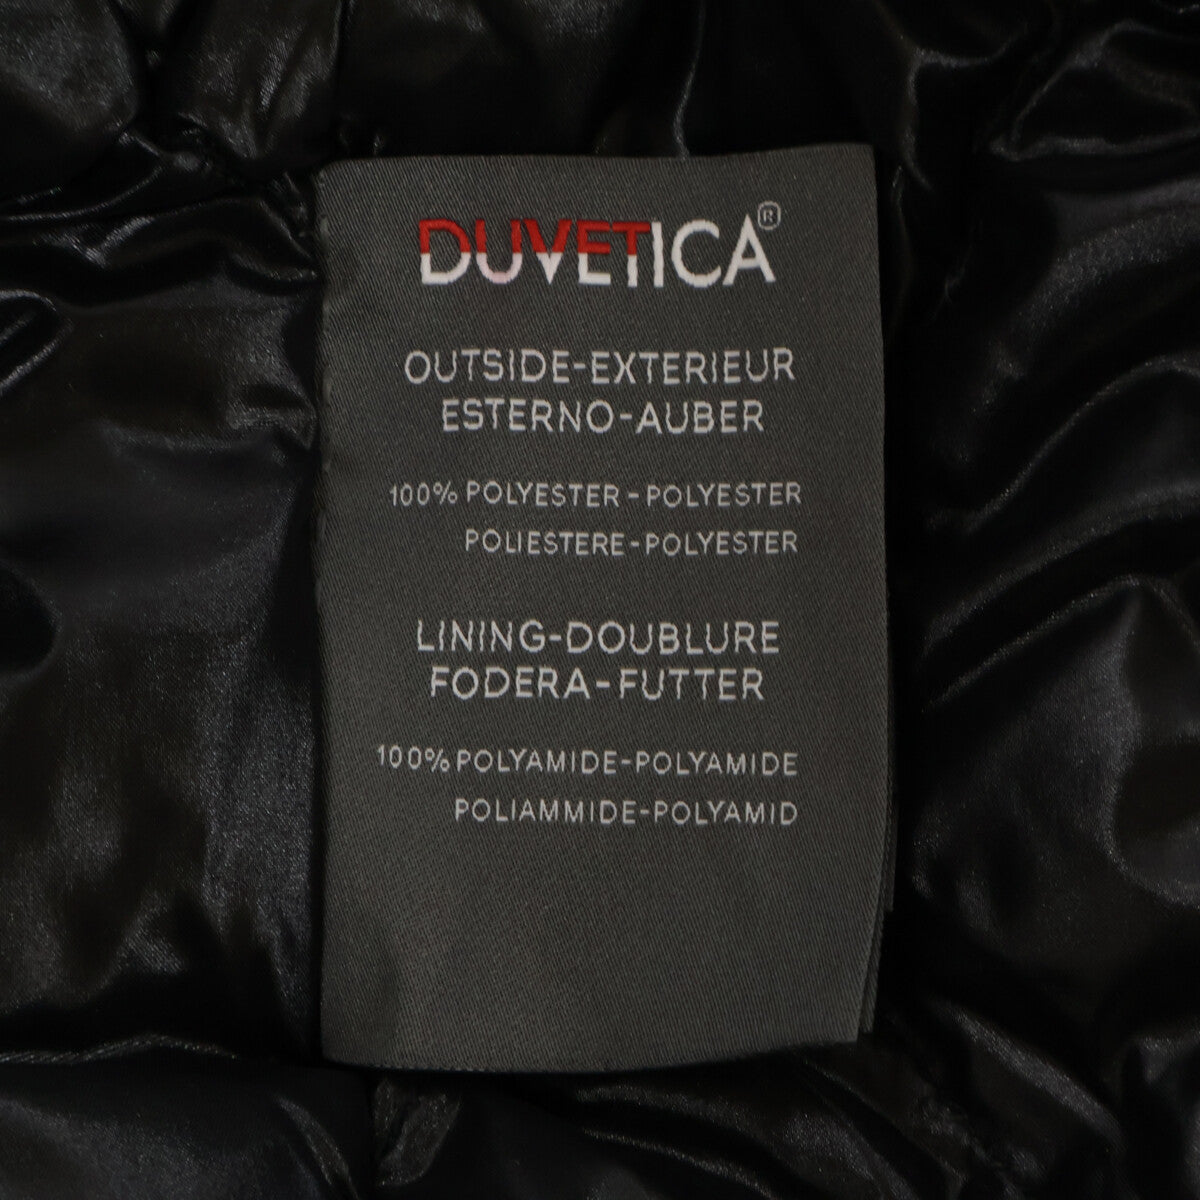 DUVETICA®
OUTSIDE-EXTERIEUR
ESTERNO-AUBER
100% POLYESTER-POLYESTER
POLIESTERE-POLYESTER
LINING-DOUBLURE
FODERA-FUTTER
100% POLYAMIDE-POLYAMIDE
POLIAMMIDE-POLYAMID